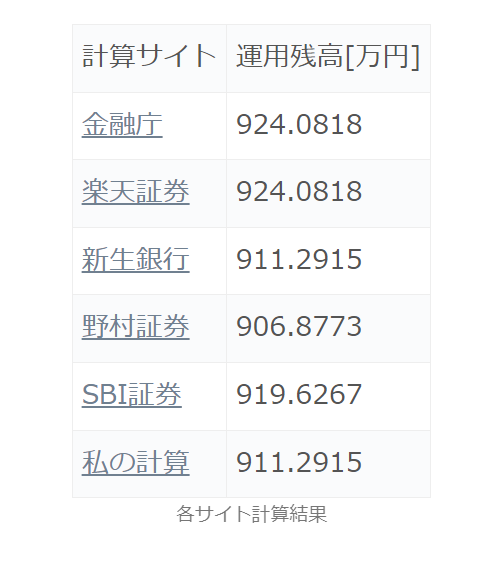 計算サイト 運用残高[万円]
金融庁 924.0818
楽天証券 924.0818
新生銀行 911.2915
野村証券 906.8773
SBI証券 919.6267
私の計算 911.2915
各サイト計算結果